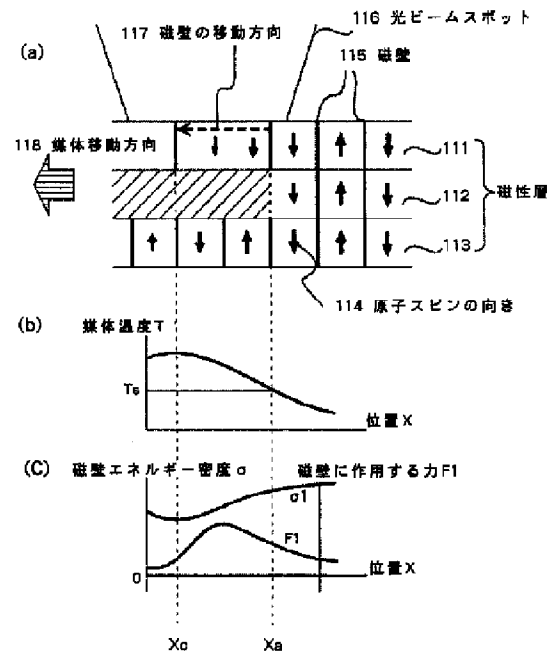 116 光ビームスポット
117 磁壁の移動方向
(a)
115 磁壁
118 媒体移動方向
111
112
113
磁性層
114 原子スピンの向き
(b)
媒体温度T
Ts
位置X
(C)
磁壁エネルギー密度σ
磁壁に作用する力F1
σ1
F1
0
位置X
Xc
Xa